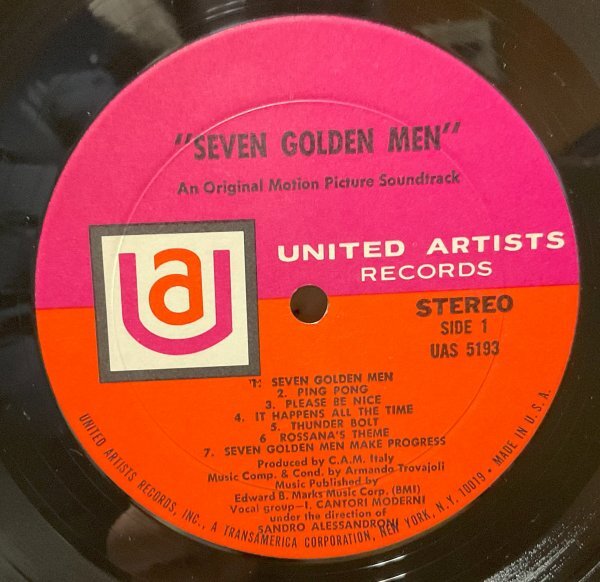 "SEVEN GOLDEN MEN"
An Original Motion Picture Soundtrack
ua
UNITED ARTISTS
RECORDS
STEREO
SIDE 1
UAS 5193
1. SEVEN GOLDEN MEN
2. PING PONG
3. PLEASE BE NICE
4. IT HAPPENS ALL THE TIME
5. THUNDER BOLT
6. ROSSANA'S THEME
7. SEVEN GOLDEN MEN MAKE PROGRESS
Produced by C.A.M. Italy
Music Comp. & Cond. by Armando Trovajoli
Music Published by
Edward B. Marks Music Corp. (BMI)
Vocal group-I. CANTORI MODERNI
under the direction of
SANDRO ALESSANDRONI
UNITED ARTISTS RECORDS, INC., A TRANSAMERICA CORPORATION, NEW YORK, N.Y. 10019 • MADE IN U.S.A.